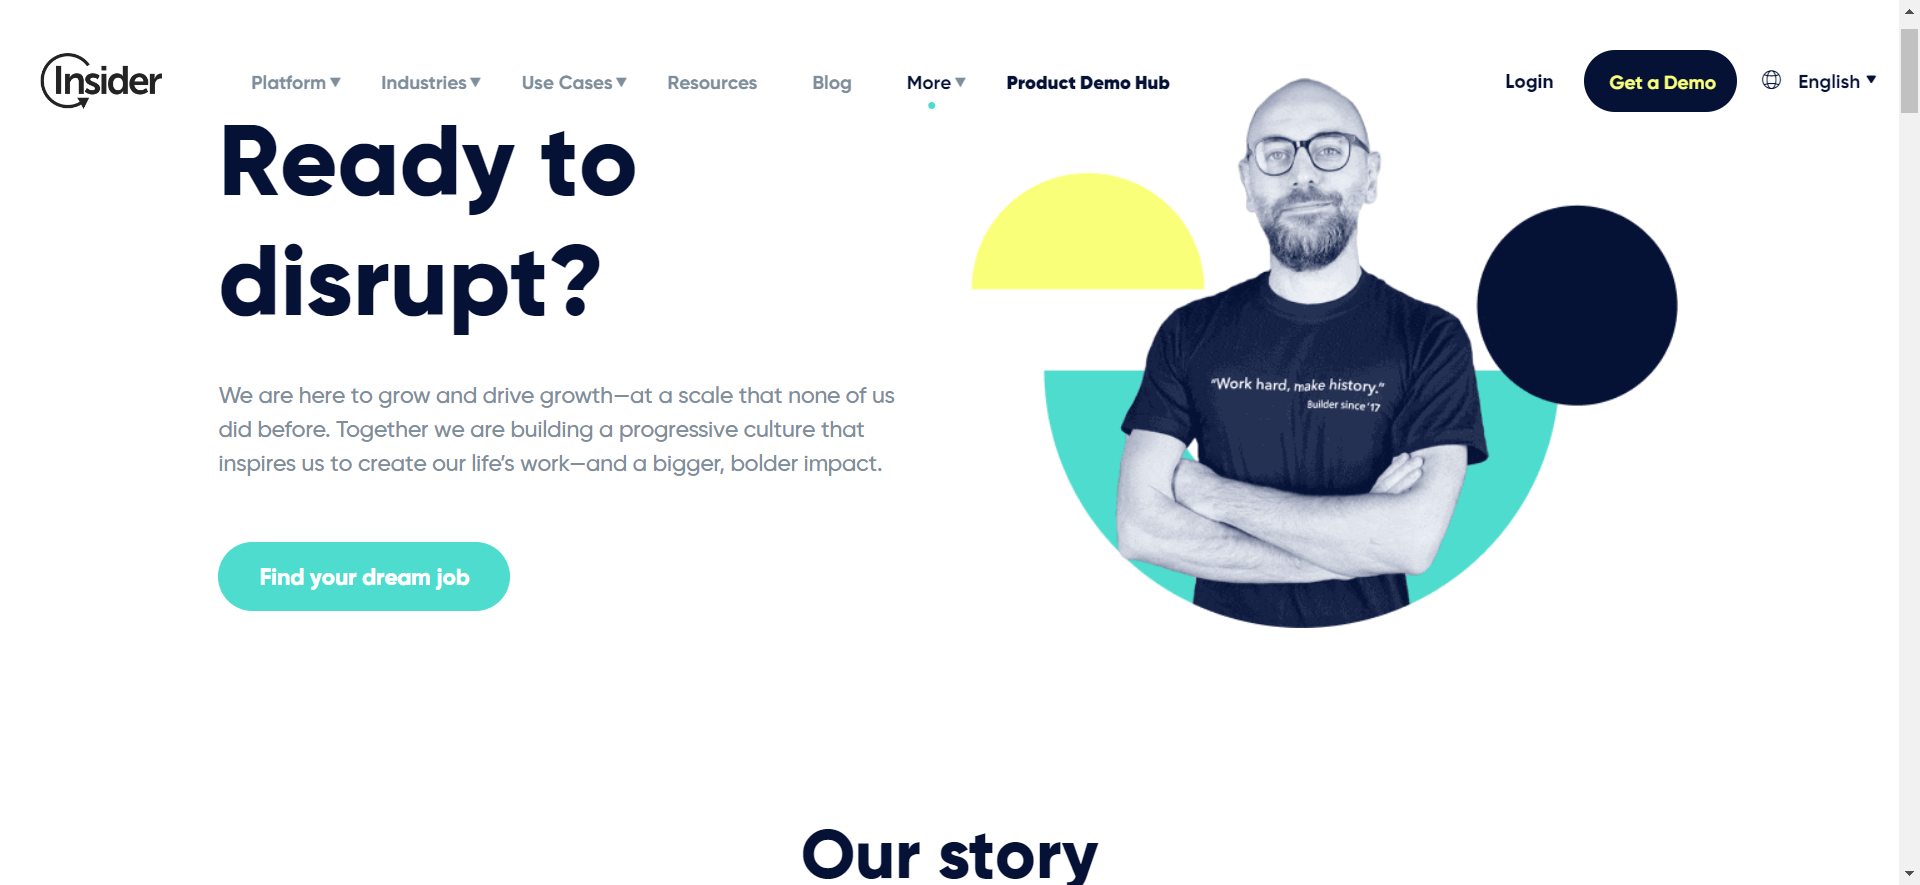 Insider
Platform
Industries
Use Cases
Resources
Blog
More
Product Demo Hub
Login
Get a Demo
English
Ready to
disrupt?
We are here to grow and drive growth—at a scale that none of us
did before. Together we are building a progressive culture that
inspires us to create our life's work—and a bigger, bolder impact.
Find your dream job
“Work hard, make history.”
Builder since '17
Our story